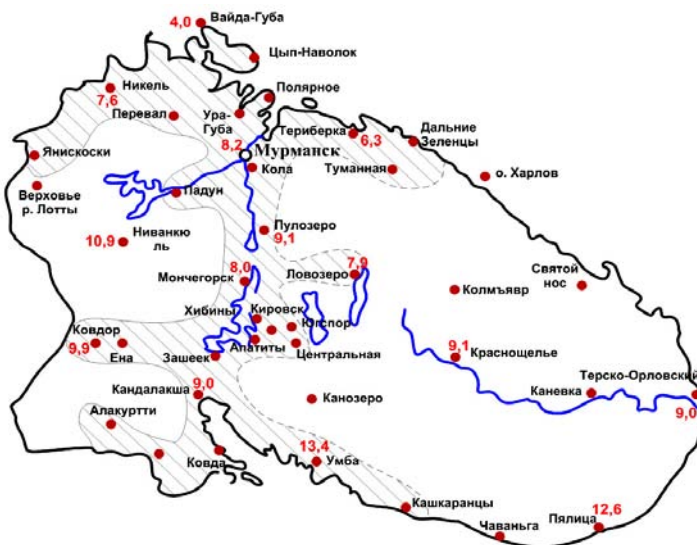 4,0
Вайда-Губа
Цып-Наволок
Никель
7,6
Полярное
Перевал
Ура-
Губа
Териберка
6,3
Дальние
Зеленцы
8,2
Мурманск
Янискоски
Кола
Туманная
о. Харлов
Верховье
р. Лотты
Падун
Ниванкю
ль
10,9
Пулозеро
9,1
8,0
Мончегорск
7,9
Ловозеро
Колмъявр
Святой
нос
Хибины
Кировск
Югспор
Ковдор
9,9
Ена
Зашеек
Апатиты
Центральная
9,1
Краснощелье
Кандалакша
9,0
Канозеро
Каневка
Терско-Орловский
9,0
Алакуртти
Ковда
13,4
Умба
Кашкаранцы
Чаваньга
Пялица
12,6